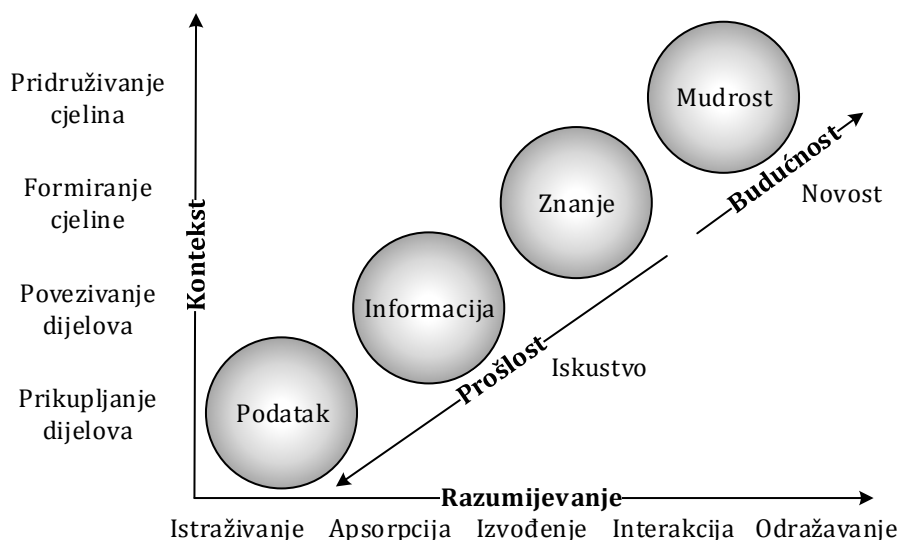 Pridruživanje
cjelina
Formiranje
cjeline
Povezivanje
dijelova
Prikupljanje
dijelova
Kontekst
Mudrost
Znanje
Informacija
Podatak
Budućnost
Novost
Prošlost
Iskustvo
Razumijevanje
Istraživanje Apsorpcija Izvođenje Interakcija Odražavanje